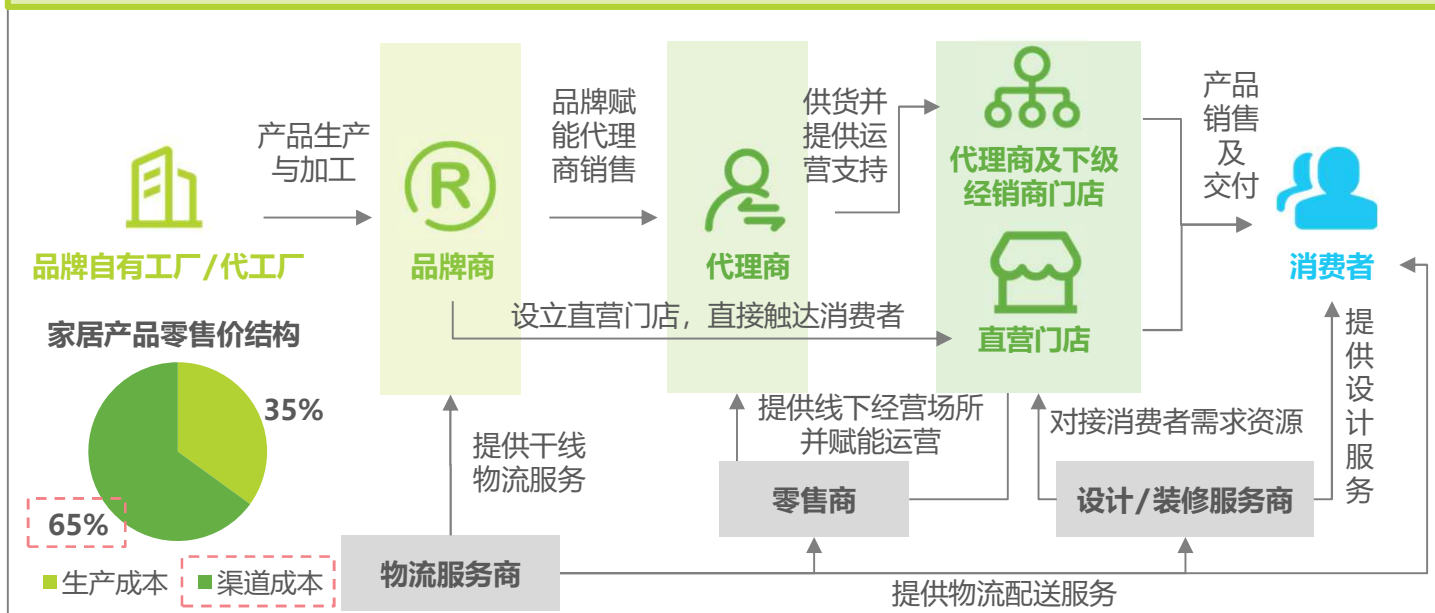 产品生产
与加工
品牌赋
能代理
商销售
供货并
提供运
营支持
产品
销售
及
交付
品牌自有工厂/代工厂
R
品牌商
代理商
代理商及下级
经销商门店
直营门店
消费者
设立直营门店，直接触达消费者
家居产品零售价结构
35%
65%
生产成本
渠道成本
提供干线
物流服务
提供线下经营场所
并赋能运营
对接消费者需求资源
提
供
设
计
服
务
物流服务商
零售商
设计/装修服务商
提供物流配送服务